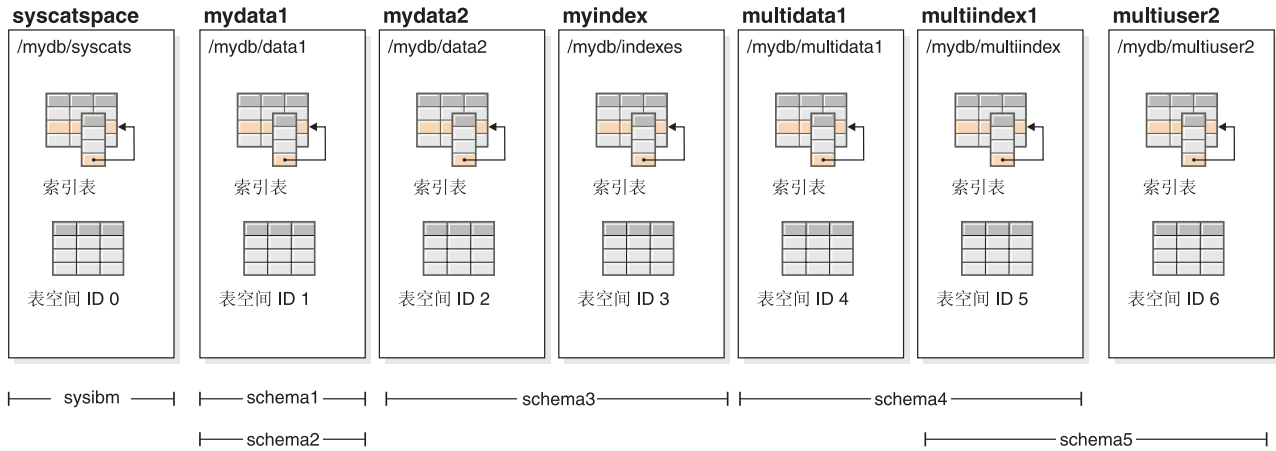 syscatspace
mydata1
mydata2
myindex
multidata1
multiindex1
multiuser2
/mydb/syscats
/mydb/data1
/mydb/data2
/mydb/indexes
/mydb/multidata1
/mydb/multiindex
/mydb/multiuser2
索引表
索引表
索引表
索引表
索引表
索引表
索引表
表空间 ID 0
表空间 ID 1
表空间 ID 2
表空间 ID 3
表空间 ID 4
表空间 ID 5
表空间 ID 6
sysibm
schema1
schema3
schema4
schema2
schema5